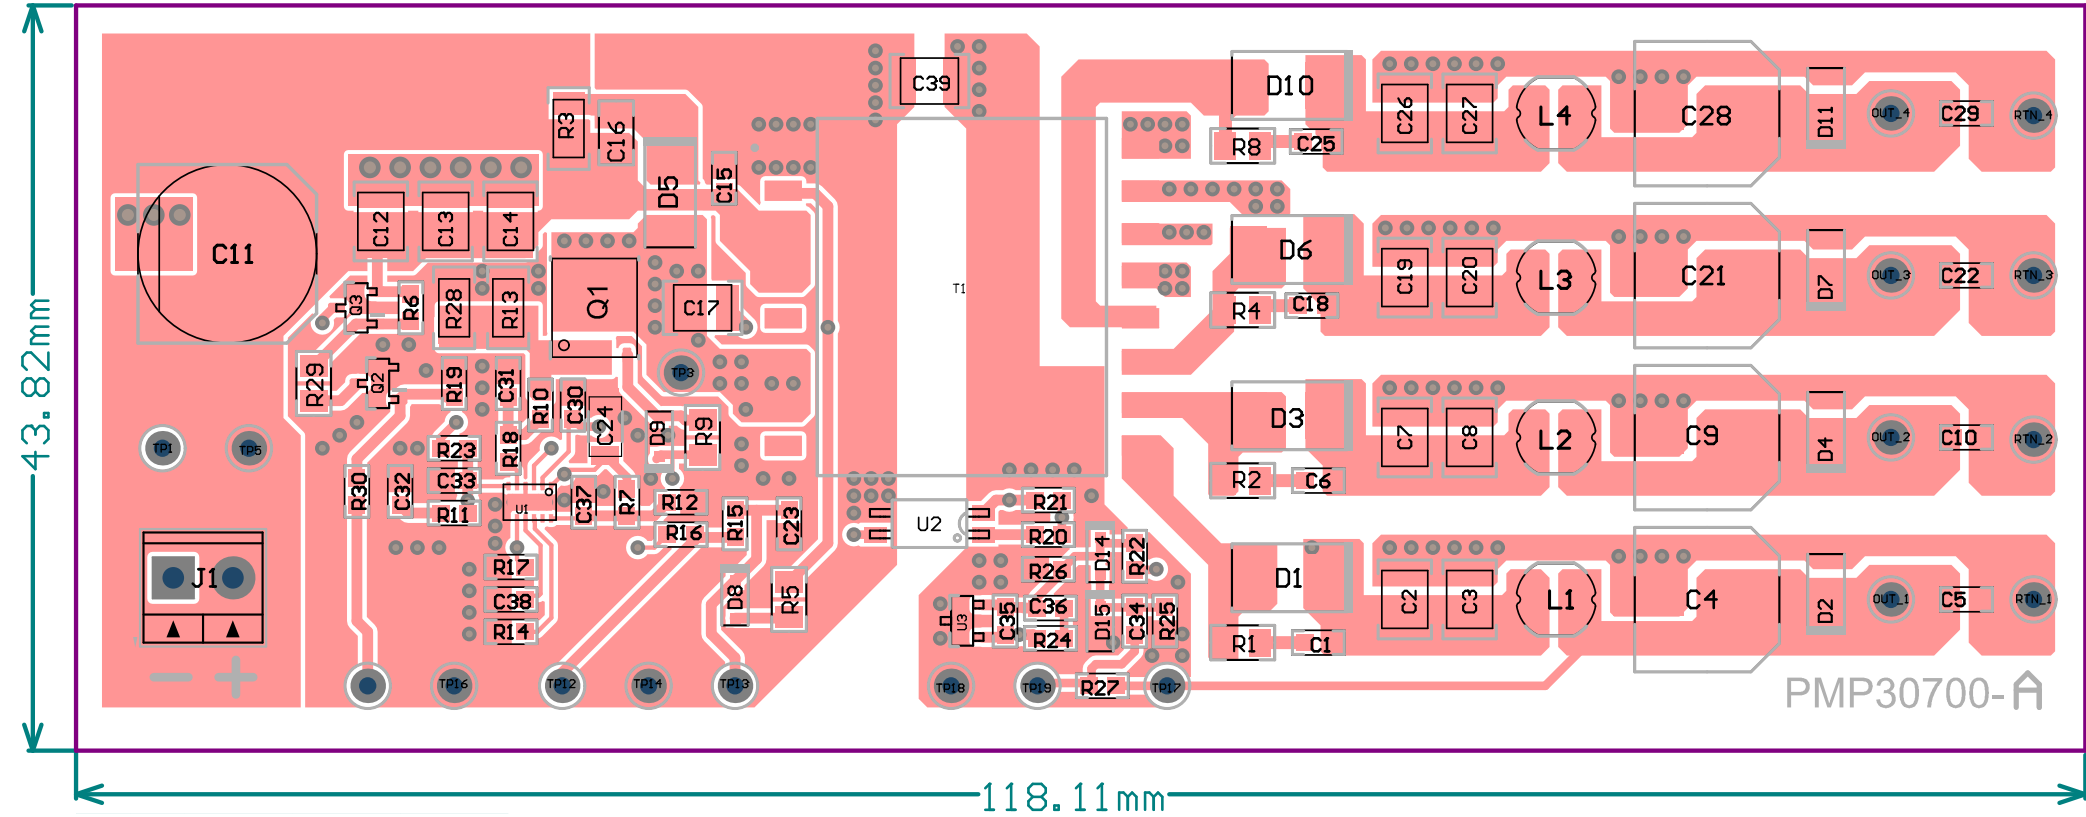 C39
D10
C26
C27
L4
C28
D11
OUT_4
C29
RTN_4
R3
C16
R8
C25
D5
C15
C12
C13
C14
C11
D6
C19
C20
L3
C21
D7
OUT_3
C22
RTN_3
Q3
R6
R28
R13
Q1
C17
T1
R4
C18
43.82mm
R29
Q2
R19
C31
R10
C30
C24
TP3
D9
R9
D3
C7
C8
L2
C9
D4
OUT_2
C10
RTN_2
TP1
TP5
R23
R18
R30
C32
C33
R11
U1
C37
R7
R12
R16
R15
C23
U2
R21
R20
R2
C6
J1
R17
C38
R14
D8
R5
R26
D14
R22
D1
C2
C3
L1
C4
D2
OUT_1
C5
RTN_1
U3
C35
C36
R24
D15
C34
R25
R1
C1
− +
TP16
TP12
TP14
TP13
TP18
TP19
R27
TP17
PMP30700-A
118.11mm